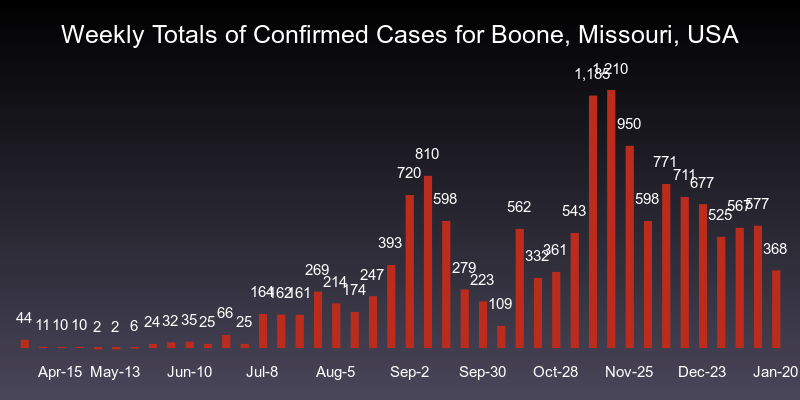 Weekly Totals of Confirmed Cases for Boone, Missouri, USA
44 11 10 10 2 2 6 24 32 35 25 66 25 164 162 161 269 214 174 247 393 720 810 598 279 223 109 562 332 361 543 1,185 1,210 950 598 771 711 677 525 567 577 368
Apr-15 May-13 Jun-10 Jul-8 Aug-5 Sep-2 Sep-30 Oct-28 Nov-25 Dec-23 Jan-20